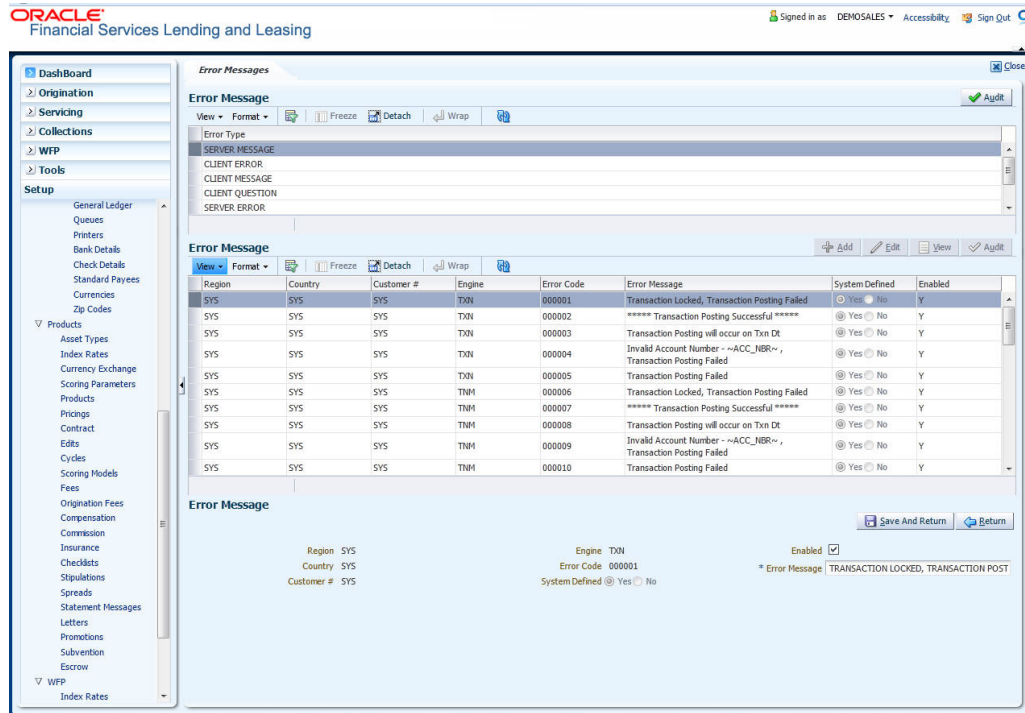 ORACLE
Financial Services Lending and Leasing
Signed in as DEMOSALES Accessibility Sign Out
DashBoard
Origination
Servicing
Collections
WFP
Tools
Setup
General Ledger
Queues
Printers
Bank Details
Check Details
Standard Payees
Currencies
Zip Codes
Products
Asset Types
Index Rates
Currency Exchange
Scoring Parameters
Products
Pricings
Contract
Edits
Cycles
Scoring Models
Fees
Origination Fees
Compensation
Commission
Insurance
Checklists
Stipulations
Spreads
Statement Messages
Letters
Promotions
Subvention
Escrow
WFP
Index Rates
Error Messages
Close
Error Message
Audit
View Format Freeze Detach Wrap
Error Type
SERVER MESSAGE
CLIENT ERROR
CLIENT MESSAGE
CLIENT QUESTION
SERVER ERROR
Error Message
Add Edit View Audit
View Format Freeze Detach Wrap
Region Country Customer # Engine Error Code Error Message System Defined Enabled
SYS SYS SYS TXN 000001 Transaction Locked, Transaction Posting Failed Yes No Y
SYS SYS SYS TXN 000002 ***** Transaction Posting Successful ***** Yes No Y
SYS SYS SYS TXN 000003 Transaction Posting will occur on Txn Dt Yes No Y
SYS SYS SYS TXN 000004 Invalid Account Number - ~ACC_NBR~ , Yes No Y
Transaction Posting Failed
SYS SYS SYS TXN 000005 Transaction Posting Failed Yes No Y
SYS SYS SYS TNM 000006 Transaction Locked, Transaction Posting Failed Yes No Y
SYS SYS SYS TNM 000007 ***** Transaction Posting Successful ***** Yes No Y
SYS SYS SYS TNM 000008 Transaction Posting will occur on Txn Dt Yes No Y
SYS SYS SYS TNM 000009 Invalid Account Number - ~ACC_NBR~ , Yes No Y
Transaction Posting Failed
SYS SYS SYS TNM 000010 Transaction Posting Failed Yes No Y
Error Message
Save And Return Return
Region SYS Engine TXN Enabled
Country SYS Error Code 000001 * Error Message TRANSACTION LOCKED, TRANSACTION POST
Customer # SYS System Defined Yes No